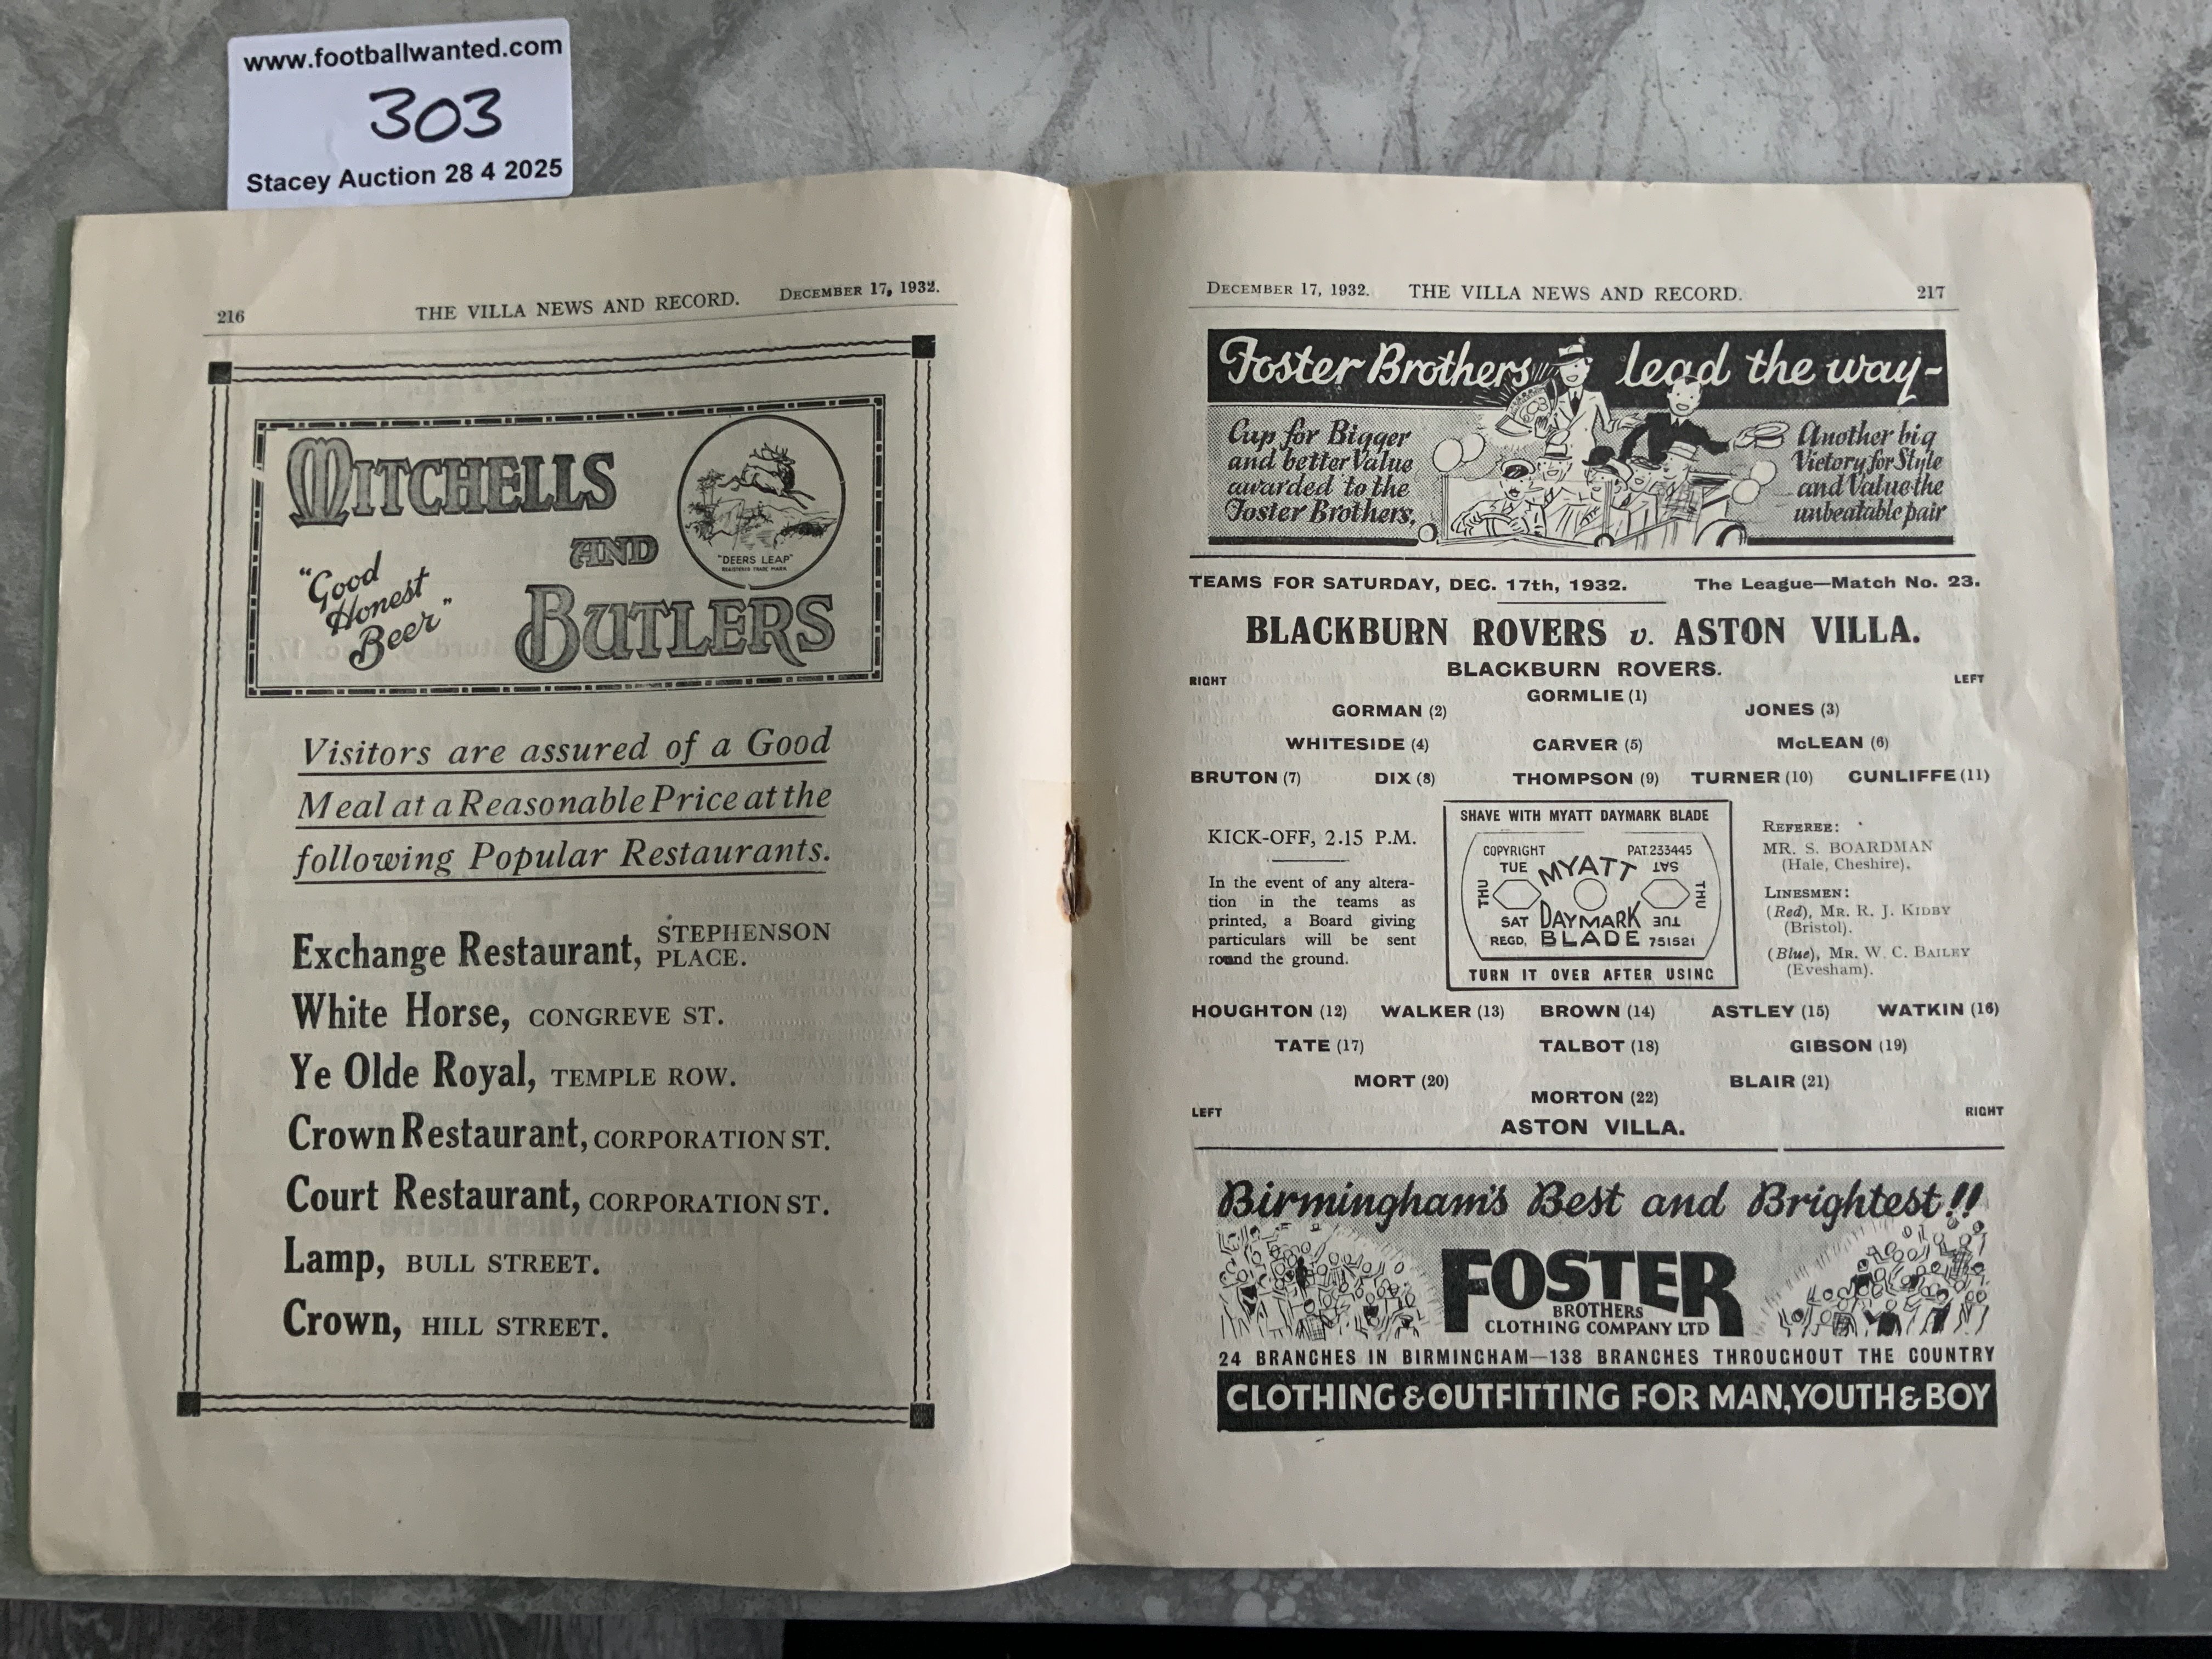 www.footballwanted.com
303
Stacey Auction 28 4 2025
216 THE VILLA NEWS AND RECORD. DECEMBER 17, 1932.
MITCHELLS
AND
BUTLERS
"Good
Honest
Beer"
"DEERS LEAP"
REGISTERED TRADE MARK
Visitors are assured of a Good
Meal at a Reasonable Price at the
following Popular Restaurants.
Exchange Restaurant, STEPHENSON PLACE.
White Horse, CONGREVE ST.
Ye Olde Royal, TEMPLE ROW.
Crown Restaurant, CORPORATION ST.
Court Restaurant, CORPORATION ST.
Lamp, BULL STREET.
Crown, HILL STREET.
DECEMBER 17, 1932. THE VILLA NEWS AND RECORD. 217
Foster Brothers lead the way-
Cup for Bigger
and better Value
awarded to the
Foster Brothers,
Another big
Victory for Style
and Value the
unbeatable pair
TEAMS FOR SATURDAY, DEC. 17th, 1932. The League—Match No. 23.
BLACKBURN ROVERS v. ASTON VILLA.
BLACKBURN ROVERS.
RIGHT LEFT
GORMLIE (1)
GORMAN (2) JONES (3)
WHITESIDE (4) CARVER (5) McLEAN (6)
BRUTON (7) DIX (8) THOMPSON (9) TURNER (10) CUNLIFFE (11)
KICK-OFF, 2.15 P.M.
In the event of any altera-
tion in the teams as
printed, a Board giving
particulars will be sent
round the ground.
SHAVE WITH MYATT DAYMARK BLADE
COPYRIGHT PAT.233445
TUE MYATT SAT
THU THU
SAT DAYMARK TUE
REGD. BLADE 751521
TURN IT OVER AFTER USING
REFEREE:
MR. S. BOARDMAN
(Hale, Cheshire).
LINESMEN:
(Red), MR. R. J. KIDBY
(Bristol).
(Blue), MR. W. C. BAILEY
(Evesham).
HOUGHTON (12) WALKER (13) BROWN (14) ASTLEY (15) WATKIN (16)
TATE (17) TALBOT (18) GIBSON (19)
MORT (20) BLAIR (21)
MORTON (22)
LEFT RIGHT
ASTON VILLA.
Birmingham's Best and Brightest!!
FOSTER
BROTHERS
CLOTHING COMPANY LTD
24 BRANCHES IN BIRMINGHAM—138 BRANCHES THROUGHOUT THE COUNTRY
CLOTHING & OUTFITTING FOR MAN, YOUTH & BOY